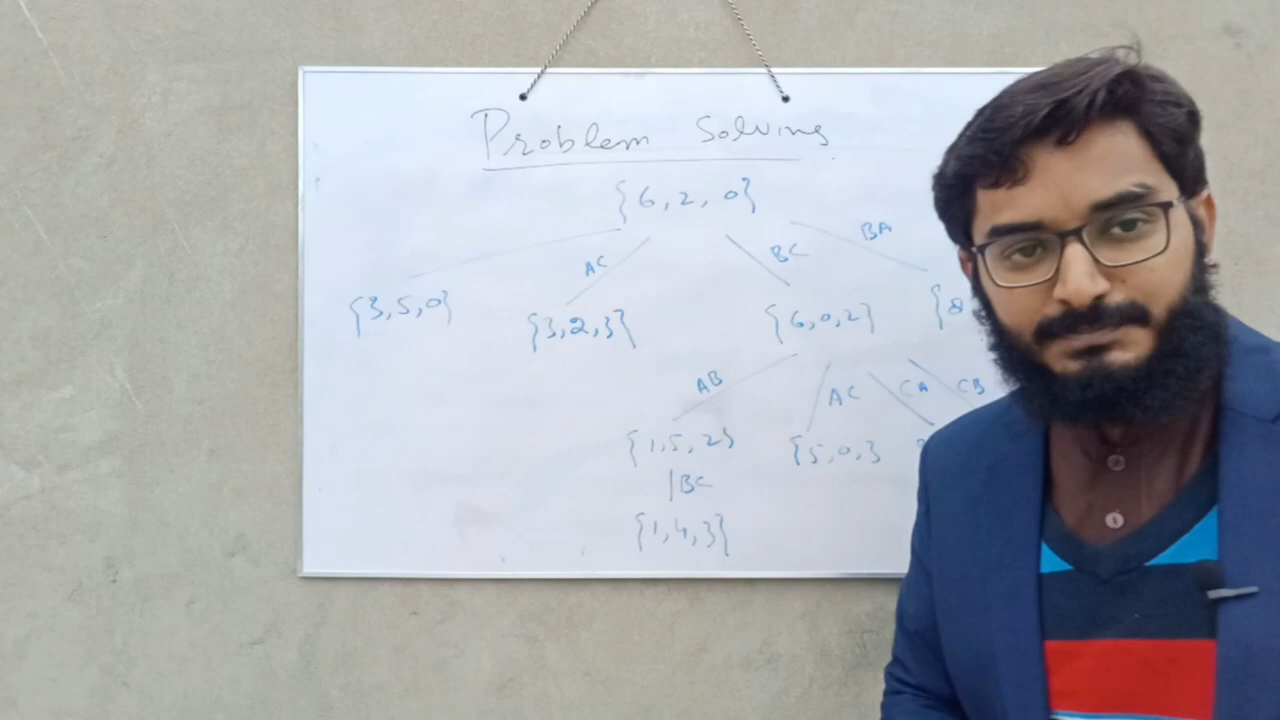 Problem Solving
{6, 2, 0}
BA
AC
BC
{3, 5, 0}
{3, 2, 3}
{6, 0, 2}
{8
AB
AC
CA
CB
{1, 5, 2}
{5, 0, 3
BC
{1, 4, 3}